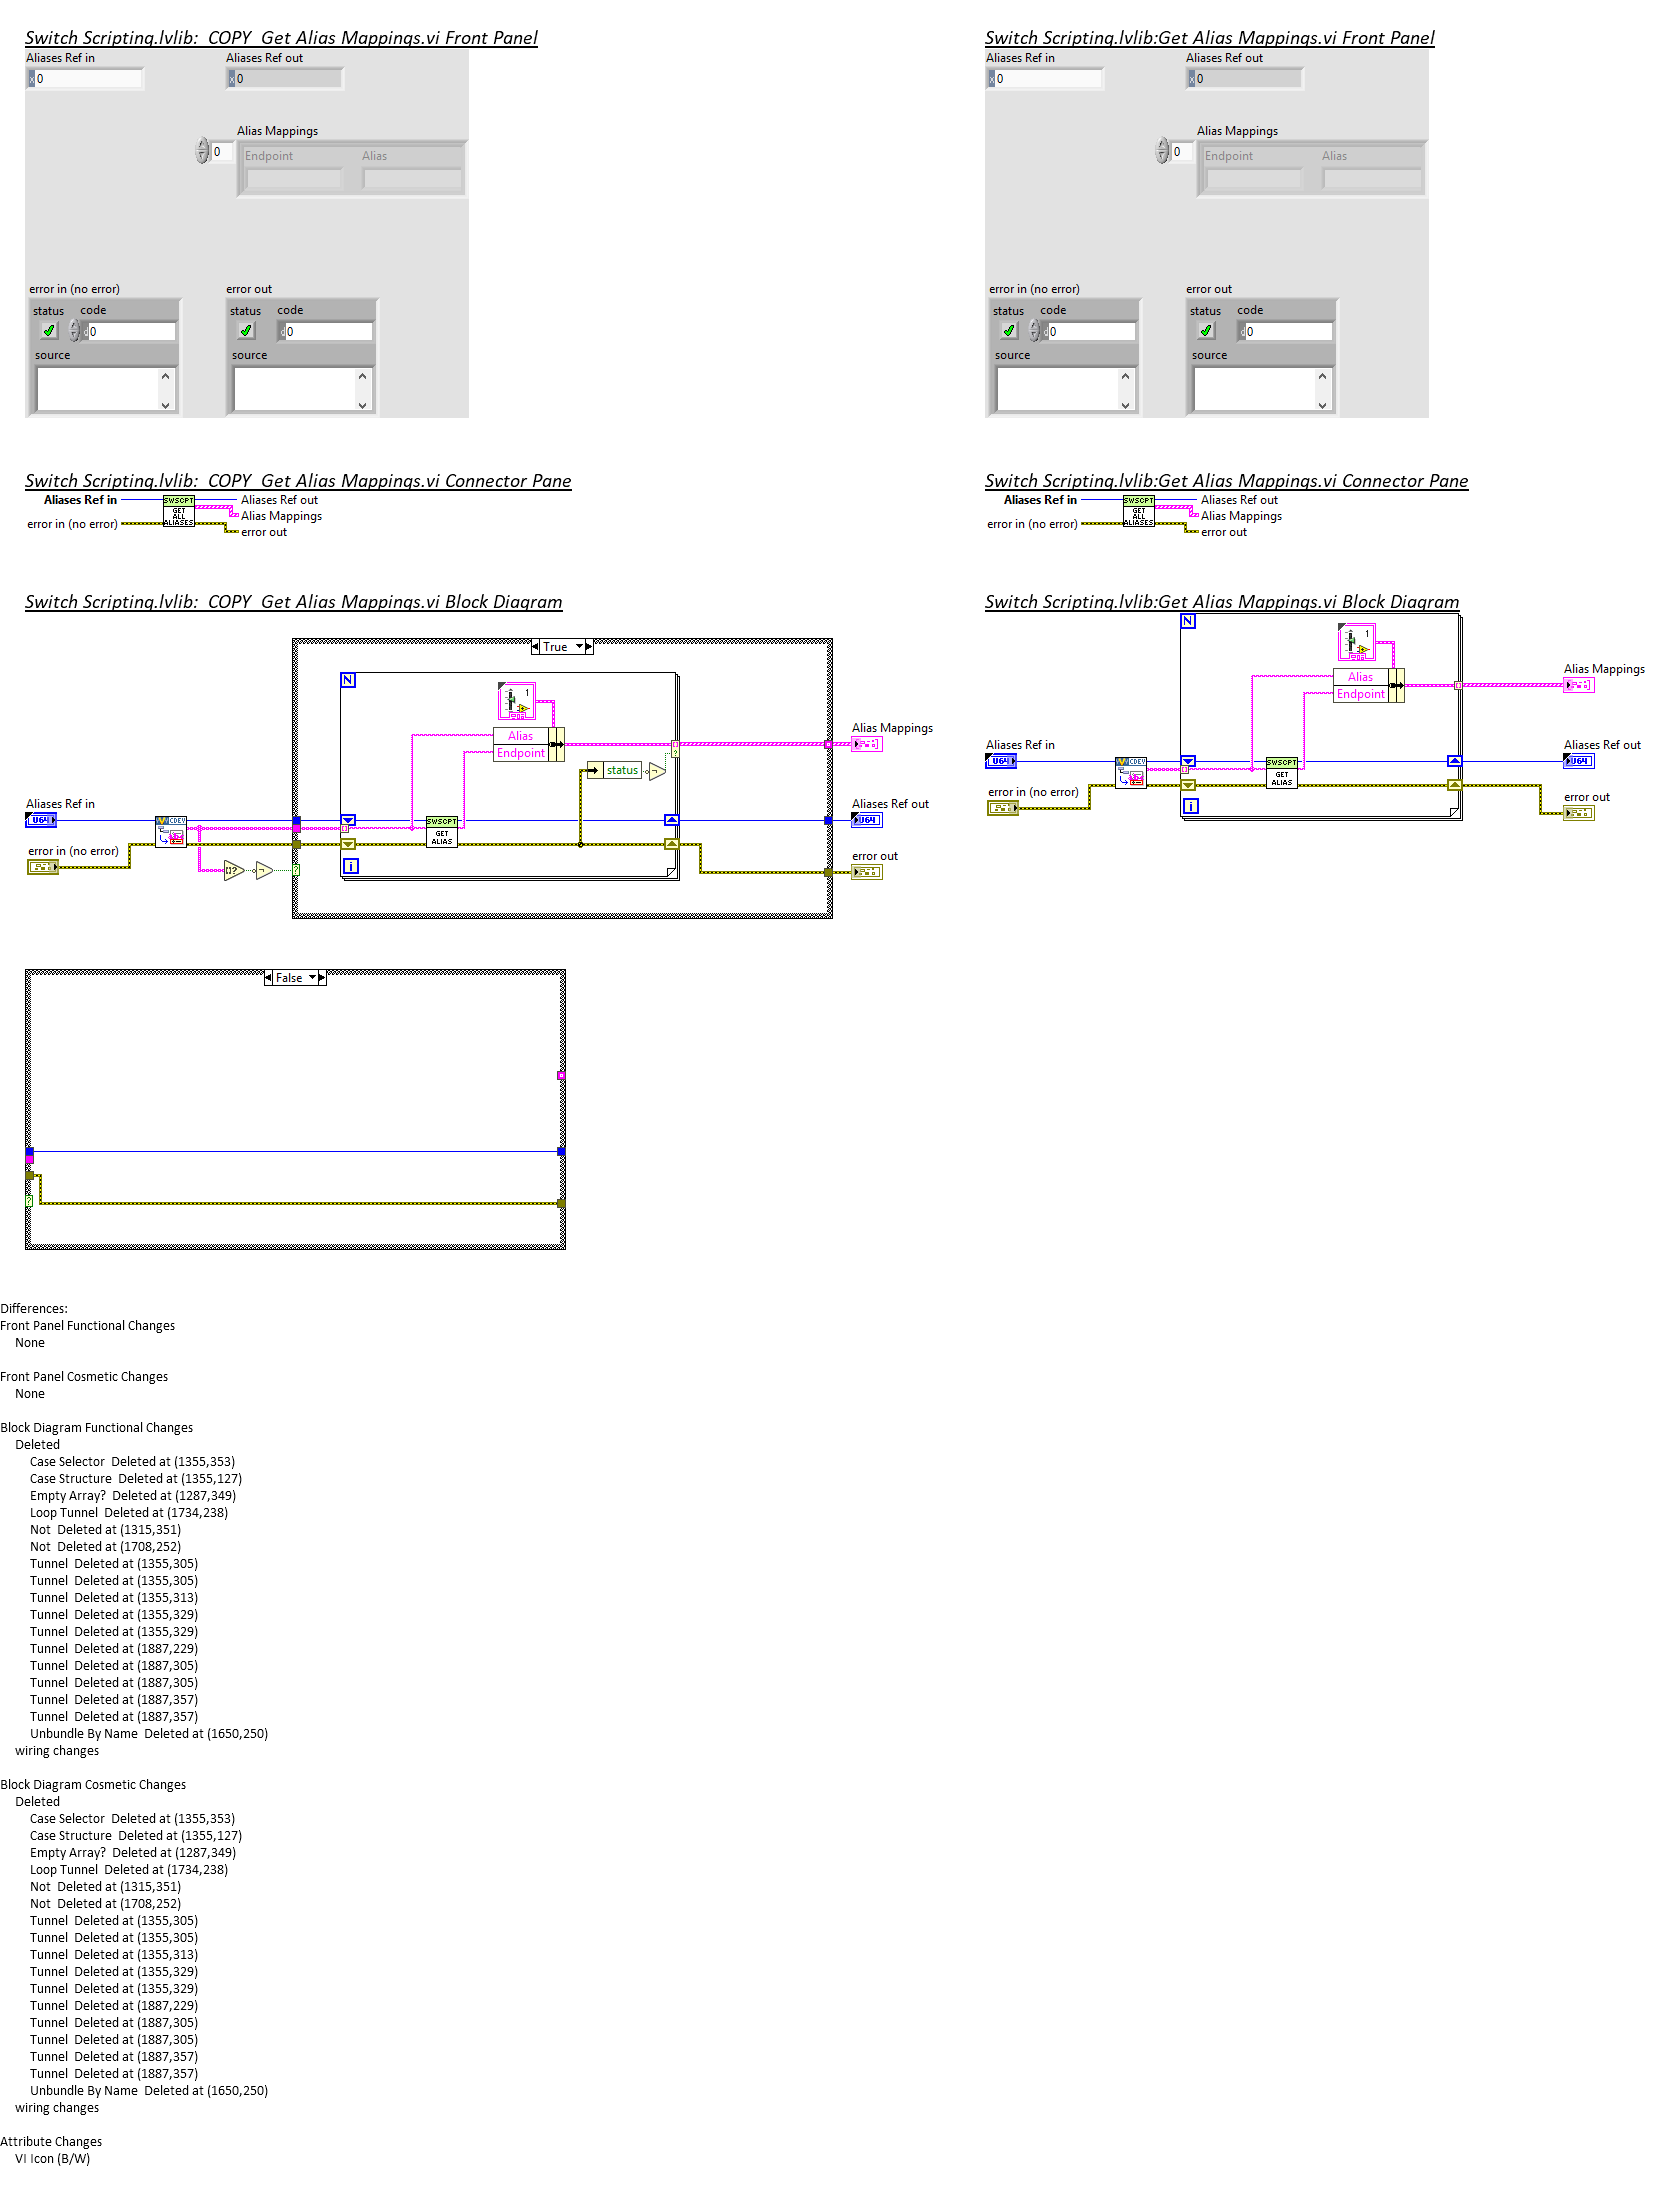 Switch Scripting.lvlib:  COPY  Get Alias Mappings.vi Front Panel
Aliases Ref in
Aliases Ref out
x 0
x 0
Alias Mappings
0
Endpoint
Alias
error in (no error)
error out
status
code
status
code
d 0
d 0
source
source
Switch Scripting.lvlib:Get Alias Mappings.vi Front Panel
Aliases Ref in
Aliases Ref out
x 0
x 0
Alias Mappings
0
Endpoint
Alias
error in (no error)
error out
status
code
status
code
d 0
d 0
source
source
Switch Scripting.lvlib:  COPY  Get Alias Mappings.vi Connector Pane
Aliases Ref in
error in (no error)
SWSCPT
GET
ALL
ALIASES
Aliases Ref out
Alias Mappings
error out
Switch Scripting.lvlib:Get Alias Mappings.vi Connector Pane
Aliases Ref in
error in (no error)
SWSCPT
GET
ALL
ALIASES
Aliases Ref out
Alias Mappings
error out
Switch Scripting.lvlib:  COPY  Get Alias Mappings.vi Block Diagram
True
N
1
Alias
Endpoint
status
Alias Mappings
Aliases Ref in
U64
CDEV
error in (no error)
[]?
?
?
SWSCPT
GET
ALIAS
i
Aliases Ref out
U64
error out
False
?
Switch Scripting.lvlib:Get Alias Mappings.vi Block Diagram
N
1
Alias
Endpoint
Alias Mappings
Aliases Ref in
U64
CDEV
error in (no error)
SWSCPT
GET
ALIAS
i
Aliases Ref out
U64
error out
Differences:
Front Panel Functional Changes
None
Front Panel Cosmetic Changes
None
Block Diagram Functional Changes
Deleted
Case Selector  Deleted at (1355,353)
Case Structure  Deleted at (1355,127)
Empty Array?  Deleted at (1287,349)
Loop Tunnel  Deleted at (1734,238)
Not  Deleted at (1315,351)
Not  Deleted at (1708,252)
Tunnel  Deleted at (1355,305)
Tunnel  Deleted at (1355,305)
Tunnel  Deleted at (1355,313)
Tunnel  Deleted at (1355,329)
Tunnel  Deleted at (1355,329)
Tunnel  Deleted at (1887,229)
Tunnel  Deleted at (1887,305)
Tunnel  Deleted at (1887,305)
Tunnel  Deleted at (1887,357)
Tunnel  Deleted at (1887,357)
Unbundle By Name  Deleted at (1650,250)
wiring changes
Block Diagram Cosmetic Changes
Deleted
Case Selector  Deleted at (1355,353)
Case Structure  Deleted at (1355,127)
Empty Array?  Deleted at (1287,349)
Loop Tunnel  Deleted at (1734,238)
Not  Deleted at (1315,351)
Not  Deleted at (1708,252)
Tunnel  Deleted at (1355,305)
Tunnel  Deleted at (1355,305)
Tunnel  Deleted at (1355,313)
Tunnel  Deleted at (1355,329)
Tunnel  Deleted at (1355,329)
Tunnel  Deleted at (1887,229)
Tunnel  Deleted at (1887,305)
Tunnel  Deleted at (1887,305)
Tunnel  Deleted at (1887,357)
Tunnel  Deleted at (1887,357)
Unbundle By Name  Deleted at (1650,250)
wiring changes
Attribute Changes
VI Icon (B/W)